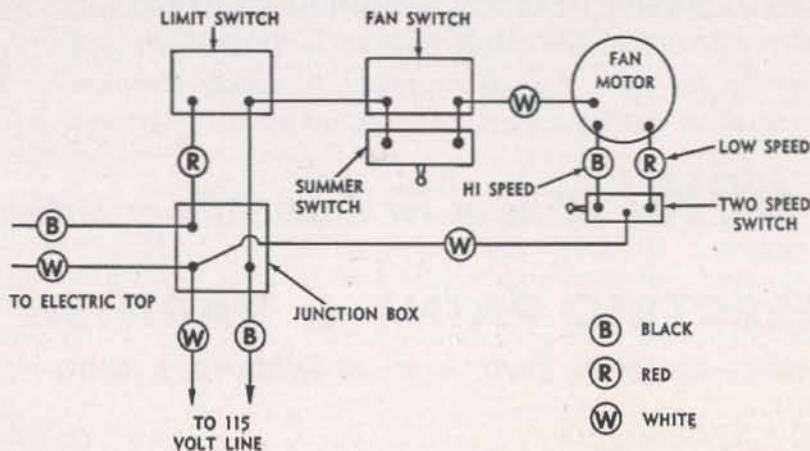 LIMIT SWITCH
FAN SWITCH
FAN
MOTOR
W
R
B
R
LOW SPEED
HI SPEED
SUMMER
SWITCH
TWO SPEED
SWITCH
B
W
W
TO ELECTRIC TOP
JUNCTION BOX
W
B
B BLACK
R RED
W WHITE
TO 115
VOLT LINE